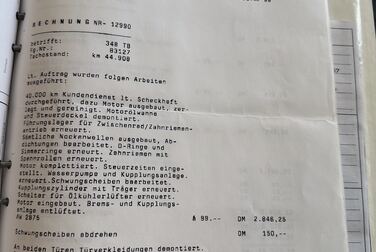 RECHNUNG NR- 12990
betrifft: 348 TB
Fg.Nr.: 83127
Tachostand: km 44.908
lt. Auftrag wurden folgen Arbeiten
ausgeführt:
40.000 km Kundendienst lt. Scheckheft
durchgeführt, dazu Motor ausgebaut, zer-
legt und gereinigt. Motorölwanne
und Steuerdeckel demontiert.
Führungslager für Zwischenrad/Zahnriemen-
antrieb erneuert.
Sämtliche Nockenwellen ausgebaut, Ab-
dichtungen bearbeitet. O-Ringe und
Simmerringe erneuert. Zahnriemen mit
Spannrollen erneuert.
Motor komplettiert. Steuerzeiten einge-
stellt. Wasserpumpe und Kupplungsanlage
erneuert. Schwungscheiben bearbeitet.
Kupplungszylinder mit Träger erneuert.
Schalter für Ölkühlerlüfter erneuert.
Motor eingebaut. Brems- und Kupplungs-
anlage entlüftet.
AW 2875 à 99.-- DM 2.846,25
Schwungscheiben abdrehen DM 150,--
An beiden Türen Türverkleidungen demontiert.